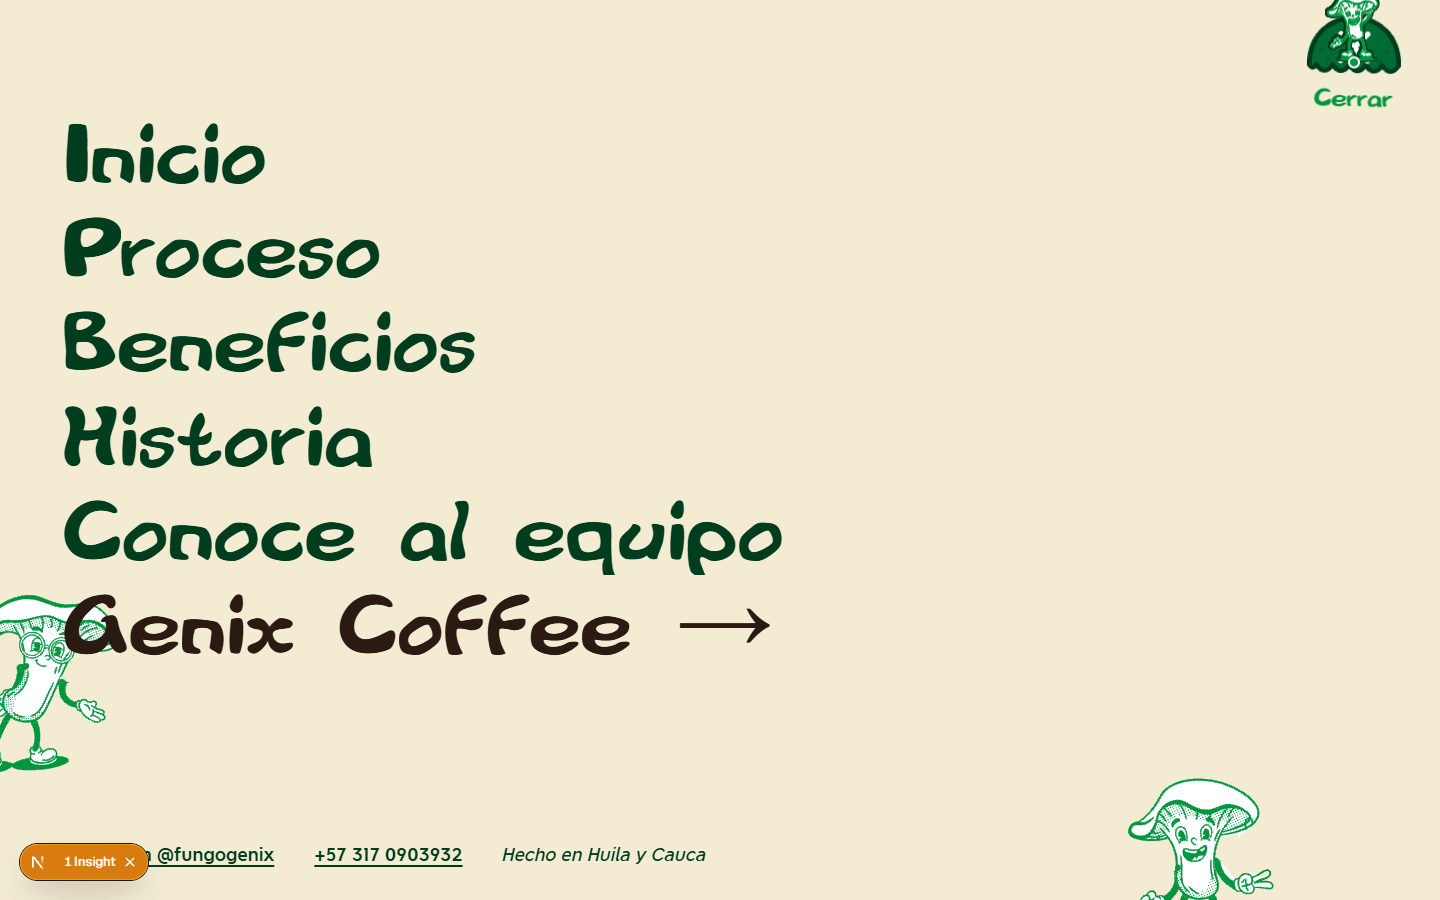 Cerrar
Inicio
Proceso
Beneficios
Historia
Conoce al equipo
Genix Coffee →
@fungogenix
+57 317 0903932
Hecho en Huila y Cauca
N
1 Insight ×